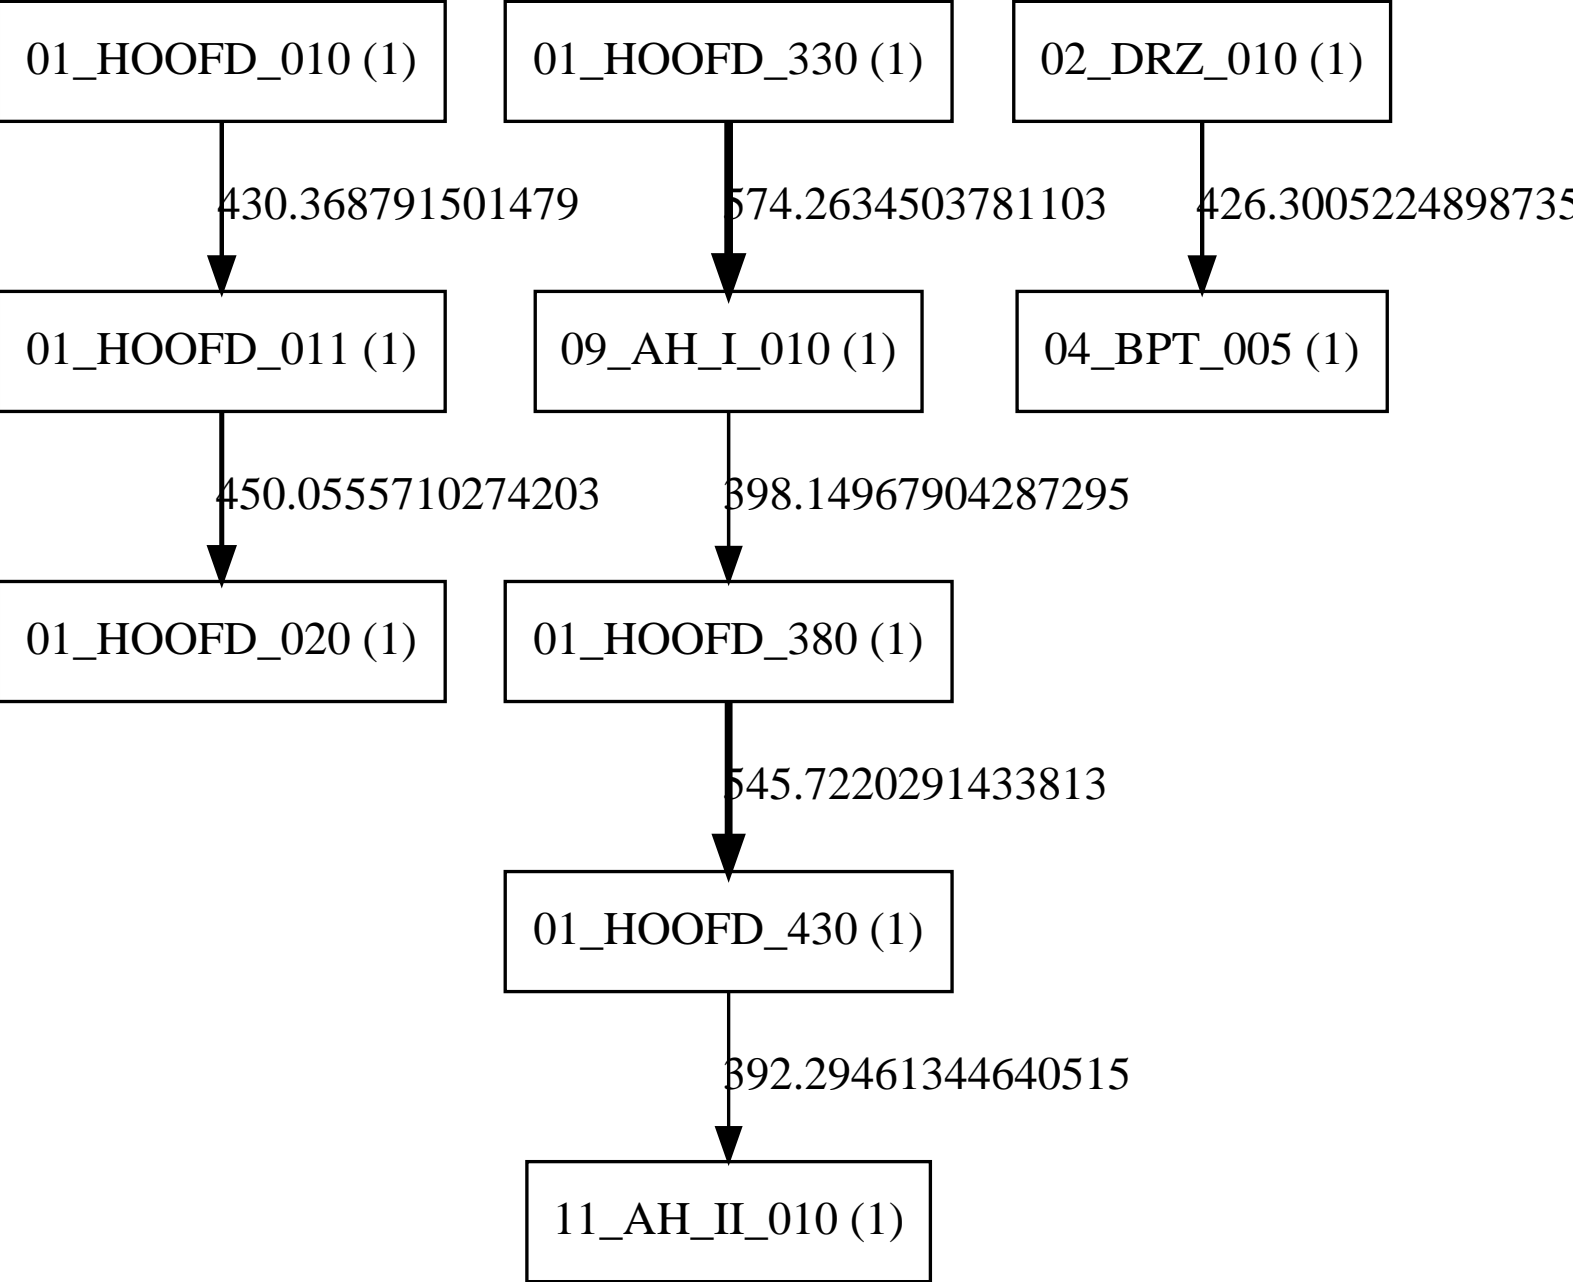 01_HOOFD_010 (1)
01_HOOFD_330 (1)
02_DRZ_010 (1)
430.368791501479
574.2634503781103
426.3005224898735
01_HOOFD_011 (1)
09_AH_I_010 (1)
04_BPT_005 (1)
450.0555710274203
398.14967904287295
01_HOOFD_020 (1)
01_HOOFD_380 (1)
545.7220291433813
01_HOOFD_430 (1)
392.29461344640515
11_AH_II_010 (1)